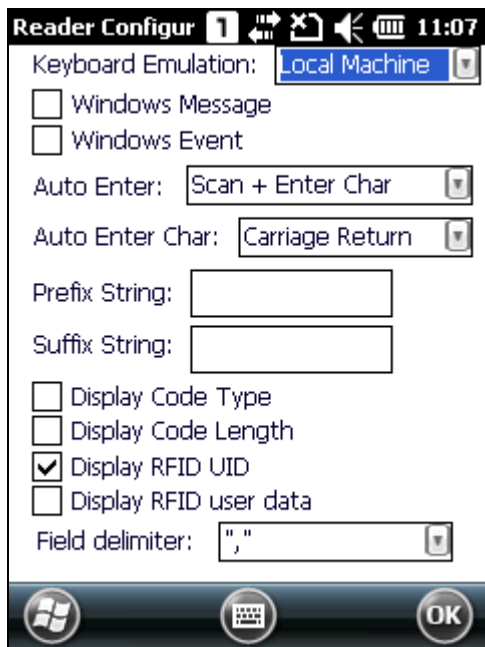 Reader Configur 1 11:07
Keyboard Emulation: Local Machine
Windows Message
Windows Event
Auto Enter: Scan + Enter Char
Auto Enter Char: Carriage Return
Prefix String:
Suffix String:
Display Code Type
Display Code Length
Display RFID UID
Display RFID user data
Field delimiter: ","
OK